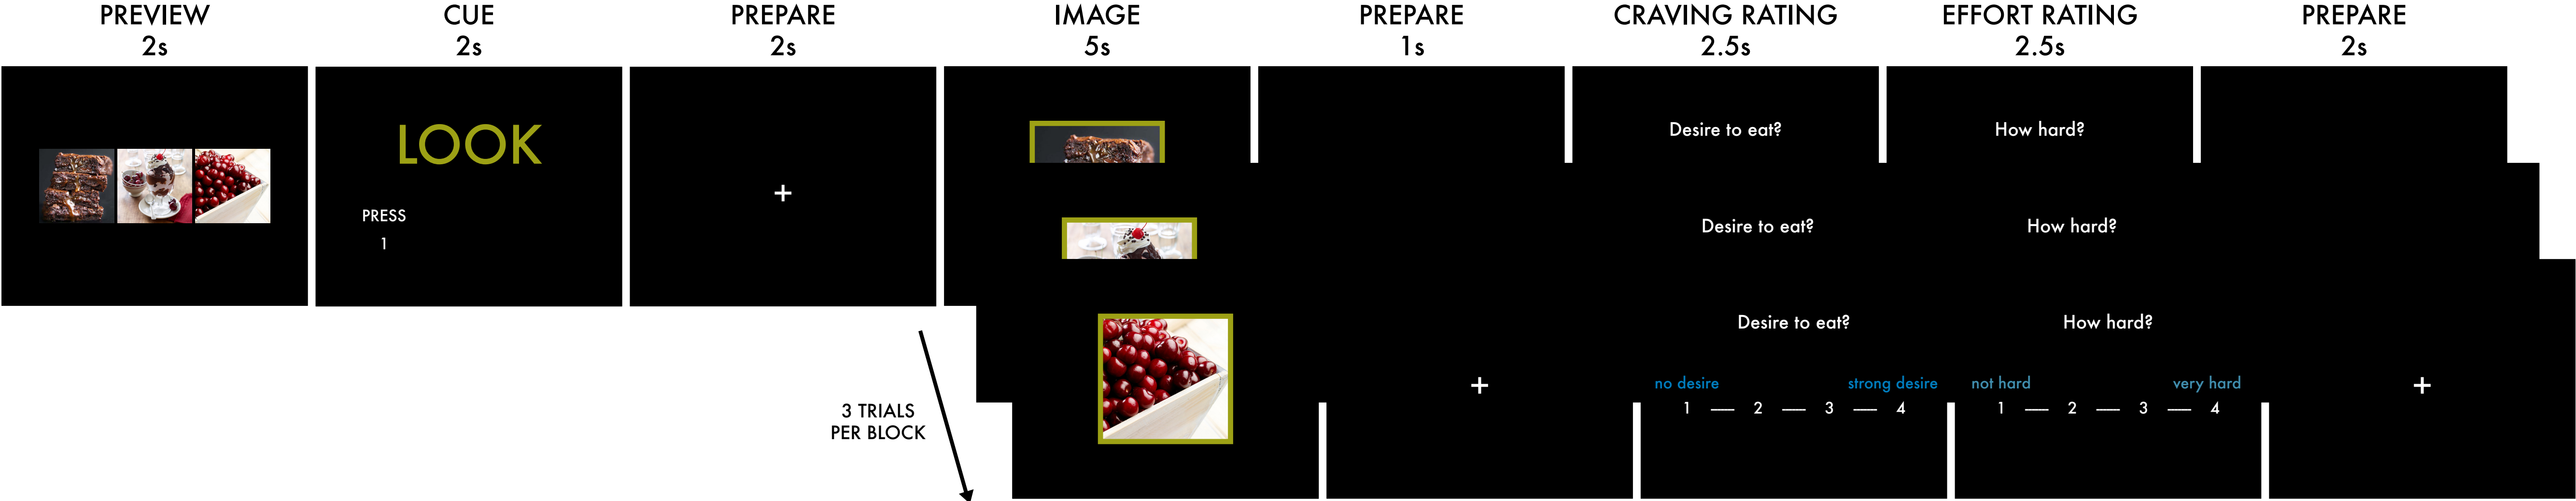 PREVIEW
2s
CUE
2s
PREPARE
2s
IMAGE
5s
PREPARE
1s
CRAVING RATING
2.5s
EFFORT RATING
2.5s
PREPARE
2s
LOOK
PRESS
1
+
Desire to eat?
How hard?
Desire to eat?
How hard?
Desire to eat?
How hard?
+
no desire strong desire
1 — 2 — 3 — 4
not hard very hard
1 — 2 — 3 — 4
+
3 TRIALS
PER BLOCK